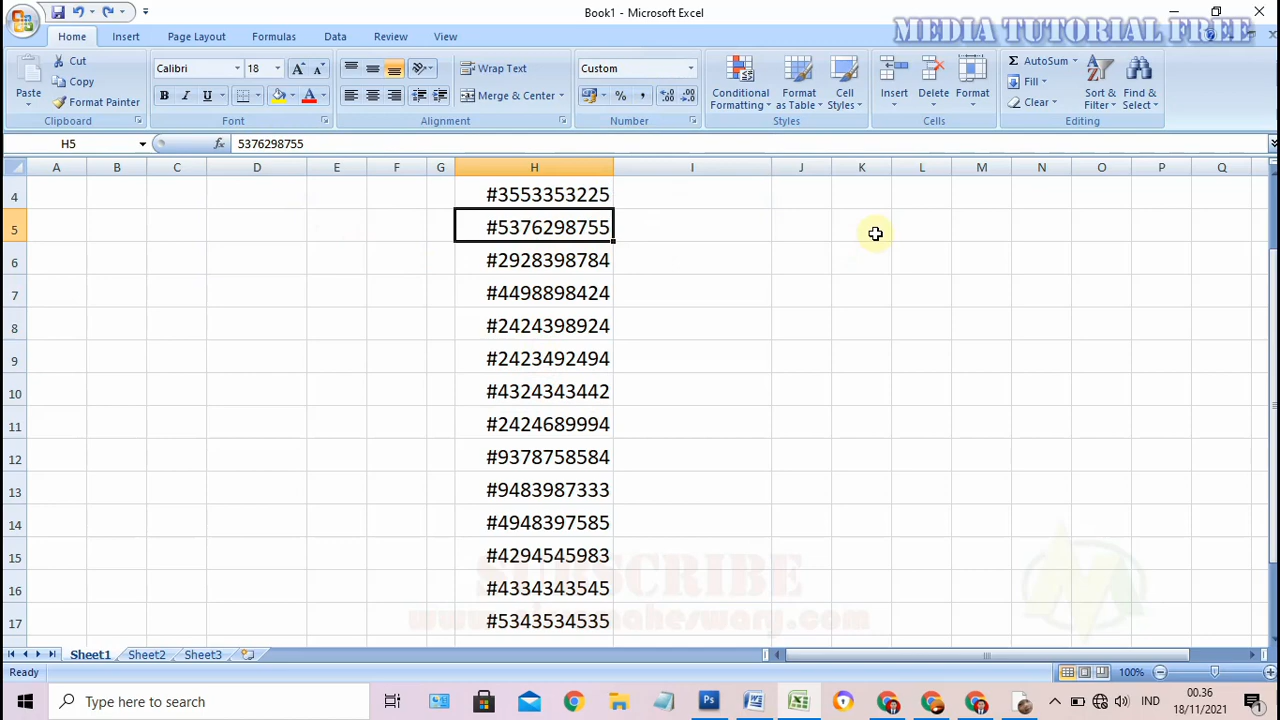 Book1 - Microsoft Excel
MEDIA TUTORIAL FREE
Home Insert Page Layout Formulas Data Review View
Paste
Cut
Copy
Format Painter
Clipboard
Calibri 18
B I U
Font
Wrap Text
Merge & Center
Alignment
Custom
Number
Conditional Formatting
Format as Table
Cell Styles
Styles
Insert Delete Format
Cells
AutoSum
Fill
Clear
Sort & Filter
Find & Select
Editing
H5 fx 5376298755
A B C D E F G H I J K L M N O P Q
4 #3553353225
5 #5376298755
6 #2928398784
7 #4498898424
8 #2424398924
9 #2423492494
10 #4324343442
11 #2424689994
12 #9378758584
13 #9483987333
14 #4948397585
15 #4294545983
16 #4334343545
17 #5343534535
SUBSCRIBE
Sheet1 Sheet2 Sheet3
Ready 100%
Type here to search
IND
00.36
18/11/2021